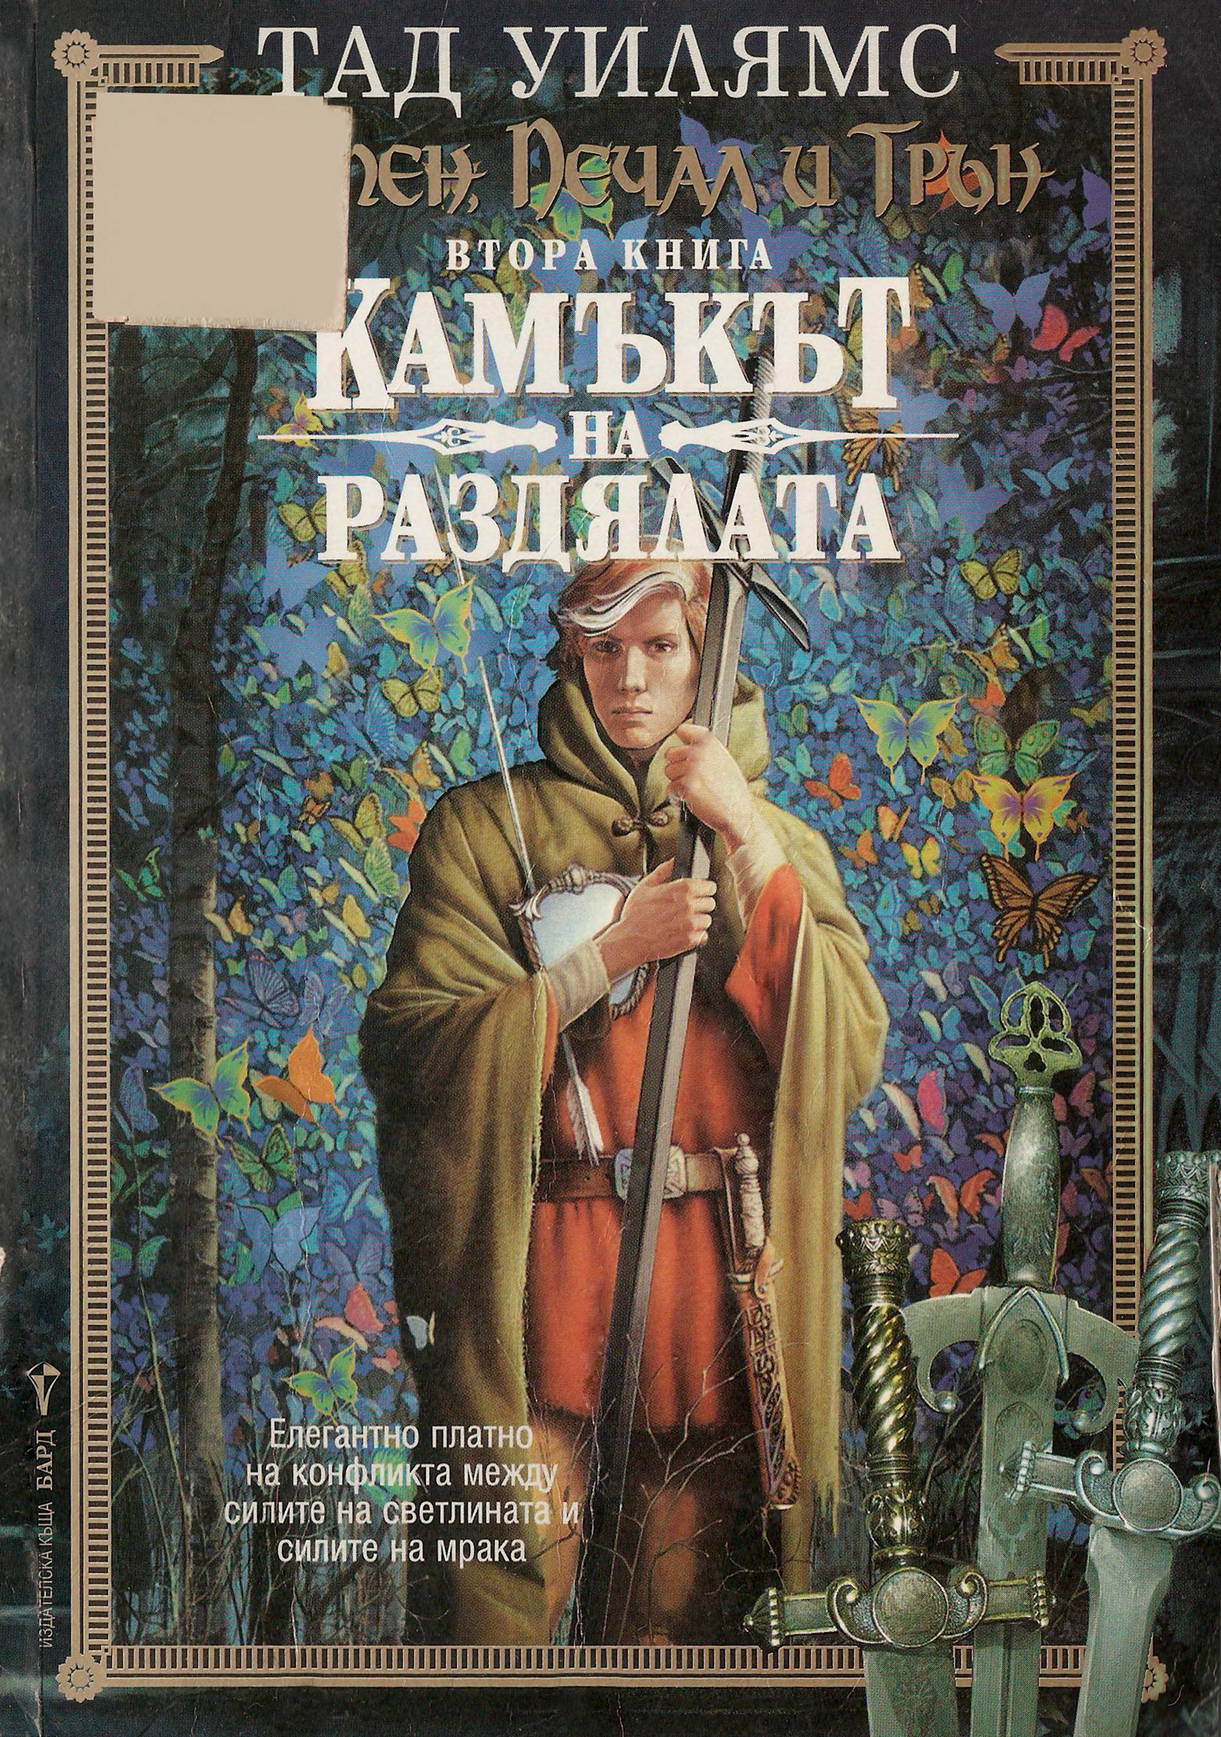 ТАД УИЛЯМС
Печал и Трън
ВТОРА КНИГА
КАМЪКЪТ
НА
РАЗДЯЛАТА
Елегантно платно
на конфликта между
силите на светлината и
силите на мрака
ИЗДАТЕЛСКА КЪЩА БАРД